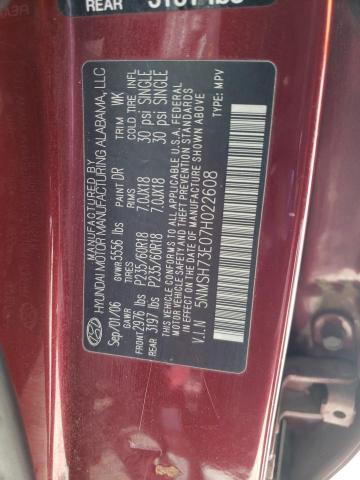 REAR 3197 lbs
MANUFACTURED BY
HYUNDAI MOTOR MANUFACTURING ALABAMA, LLC
Sep/01/06 GVWR 5556 lbs PAINT DR TRIM WK
GAWR TIRES RIMS COLD TIRE INFL
FRONT 2976 lbs P235/60R18 7.0JX18 30 psi SINGLE
REAR 3197 lbs P235/60R18 7.0JX18 30 psi SINGLE
THIS VEHICLE CONFORMS TO ALL APPLICABLE U.S.A. FEDERAL
MOTOR VEHICLE SAFETY, BUMPER, AND THEFT PREVENTION
STANDARDS IN EFFECT ON THE DATE OF MANUFACTURE SHOWN ABOVE.
V.I.N 5NMSH73E07H022608 TYPE: MPV